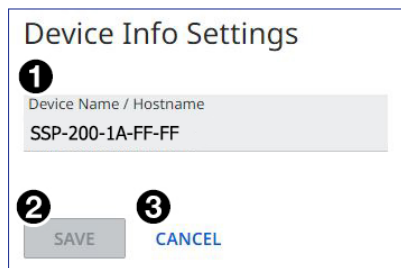 Device Info Settings
1
Device Name / Hostname
SSP-200-1A-FF-FF
2 3
SAVE CANCEL